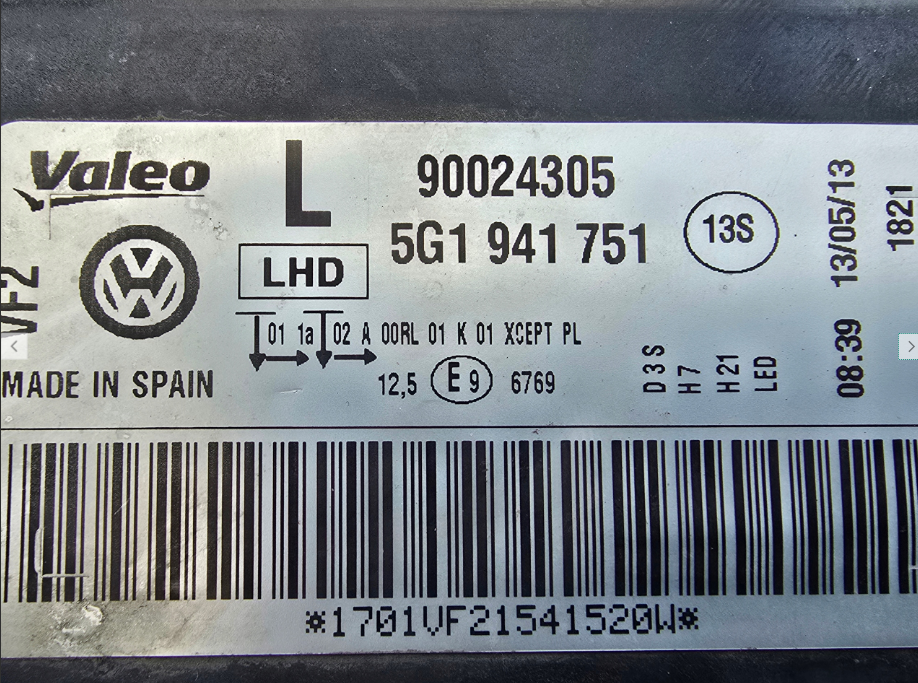 Valeo
L
90024305
5G1 941 751
13S
LHD
VF2
01 1a 02 A 00RL 01 K 01 XCEPT PL
MADE IN SPAIN
12,5 E 9 6769
D3S
H7
H21
LED
08:39 13/05/13
1821
*1701VF21541520W*